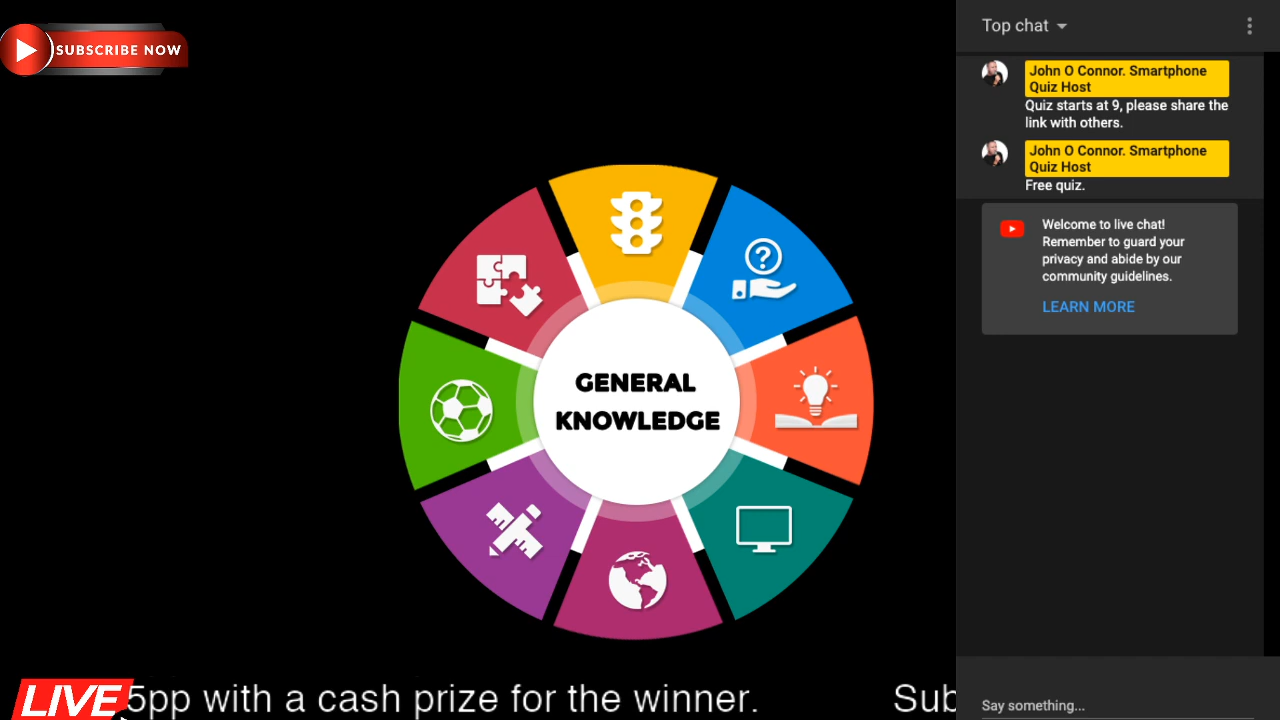 SUBSCRIBE NOW
Top chat
John O Connor. Smartphone
Quiz Host
Quiz starts at 9, please share the
link with others.
John O Connor. Smartphone
Quiz Host
Free quiz.
Welcome to live chat!
Remember to guard your
privacy and abide by our
community guidelines.
LEARN MORE
GENERAL
KNOWLEDGE
?
LIVE
5pp with a cash prize for the winner.
Say something...